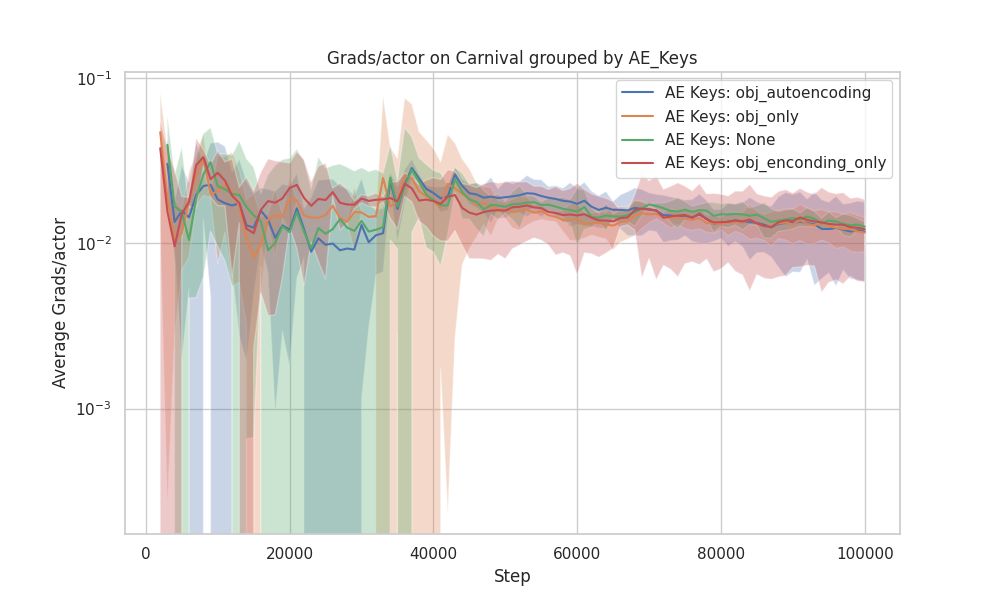 Grads/actor on Carnival grouped by AE_Keys
AE Keys: obj_autoencoding
AE Keys: obj_only
AE Keys: None
AE Keys: obj_enconding_only
Average Grads/actor
10⁻¹
10⁻²
10⁻³
0
20000
40000
60000
80000
100000
Step